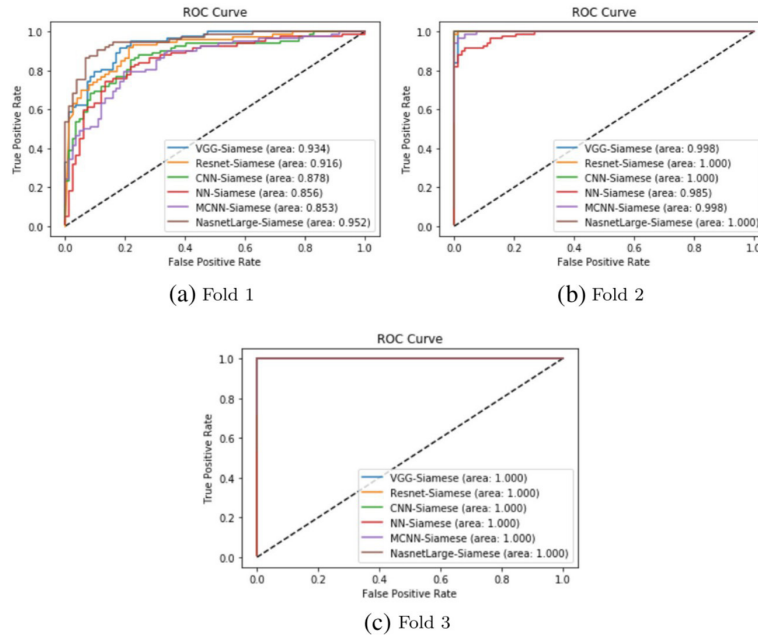 ROC Curve
1.0
0.8
0.6
0.4
0.2
0.0
True Positive Rate
VGG-Siamese (area: 0.934)
Resnet-Siamese (area: 0.916)
CNN-Siamese (area: 0.878)
NN-Siamese (area: 0.856)
MCNN-Siamese (area: 0.853)
NasnetLarge-Siamese (area: 0.952)
0.0 0.2 0.4 0.6 0.8 1.0
False Positive Rate
(a) Fold 1
ROC Curve
1.0
0.8
0.6
0.4
0.2
0.0
True Positive Rate
VGG-Siamese (area: 0.998)
Resnet-Siamese (area: 1.000)
CNN-Siamese (area: 1.000)
NN-Siamese (area: 0.985)
MCNN-Siamese (area: 0.998)
NasnetLarge-Siamese (area: 1.000)
0.0 0.2 0.4 0.6 0.8 1.0
False Positive Rate
(b) Fold 2
ROC Curve
1.0
0.8
0.6
0.4
0.2
0.0
True Positive Rate
VGG-Siamese (area: 1.000)
Resnet-Siamese (area: 1.000)
CNN-Siamese (area: 1.000)
NN-Siamese (area: 1.000)
MCNN-Siamese (area: 1.000)
NasnetLarge-Siamese (area: 1.000)
0.0 0.2 0.4 0.6 0.8 1.0
False Positive Rate
(c) Fold 3